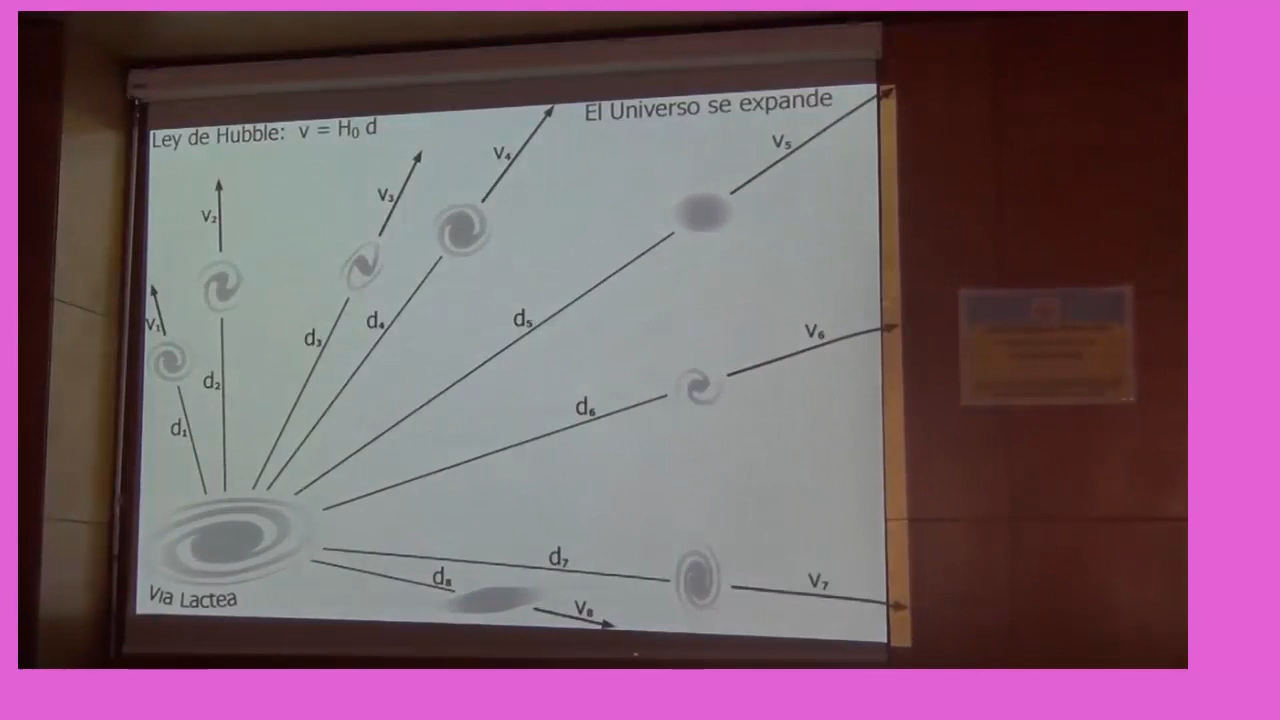 Ley de Hubble: v = H₀ d
El Universo se expande
v₅
v₄
v₃
v₂
v₁
d₃
d₄
d₅
v₆
d₂
d₁
d₆
d₇
d₈
v₇
v₈
Vía Lactea